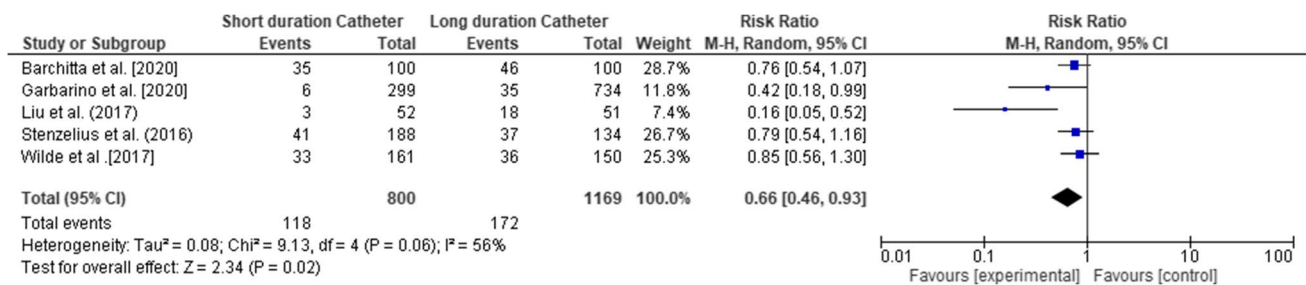 Short duration Catheter Long duration Catheter Risk Ratio Risk Ratio
Study or Subgroup Events Total Events Total Weight M-H, Random, 95% CI M-H, Random, 95% CI
Barchitta et al. [2020] 35 100 46 100 28.7% 0.76 [0.54, 1.07]
Garbarino et al. [2020] 6 299 35 734 11.8% 0.42 [0.18, 0.99]
Liu et al. (2017) 3 52 18 51 7.4% 0.16 [0.05, 0.52]
Stenzelius et al. (2016) 41 188 37 134 26.7% 0.79 [0.54, 1.16]
Wilde et al .[2017] 33 161 36 150 25.3% 0.85 [0.56, 1.30]
Total (95% CI) 800 1169 100.0% 0.66 [0.46, 0.93]
Total events 118 172
Heterogeneity: Tau² = 0.08; Chi² = 9.13, df = 4 (P = 0.06); I² = 56%
Test for overall effect: Z = 2.34 (P = 0.02)
0.01 0.1 1 10 100
Favours [experimental] Favours [control]